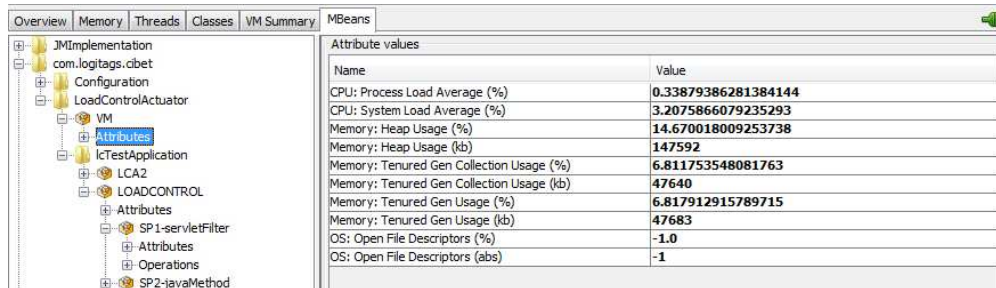 Overview Memory Threads Classes VM Summary MBeans
JMImplementation
com.logitags.cibet
Configuration
LoadControlActuator
VM
Attributes
lcTestApplication
LCA2
LOADCONTROL
Attributes
SP1-servletFilter
Attributes
Operations
SP2-javaMethod
Attribute values
Name Value
CPU: Process Load Average (%) 0.33879386281384144
CPU: System Load Average (%) 3.2075866079235293
Memory: Heap Usage (%) 14.670018009253738
Memory: Heap Usage (kb) 147592
Memory: Tenured Gen Collection Usage (%) 6.811753548081763
Memory: Tenured Gen Collection Usage (kb) 47640
Memory: Tenured Gen Usage (%) 6.817912915789715
Memory: Tenured Gen Usage (kb) 47683
OS: Open File Descriptors (%) -1.0
OS: Open File Descriptors (abs) -1